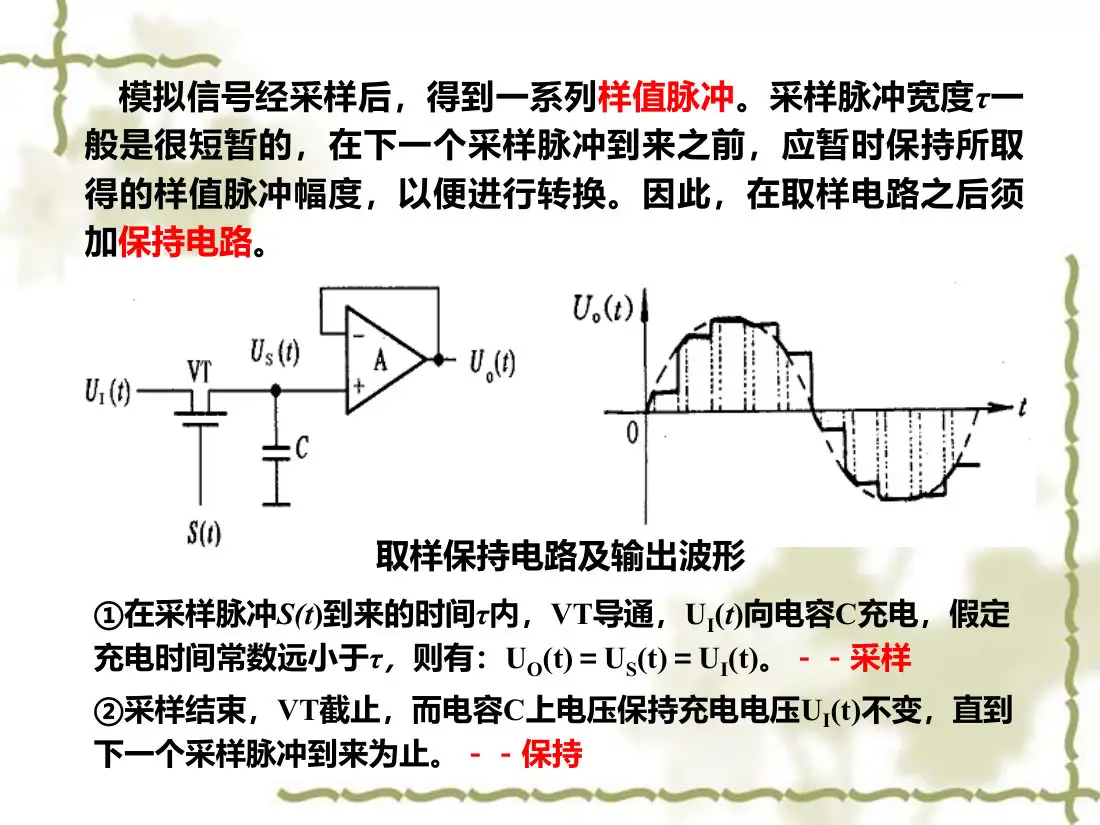 模拟信号经采样后，得到一系列样值脉冲。采样脉冲宽度τ一
般是很短暂的，在下一个采样脉冲到来之前，应暂时保持所取
得的样值脉冲幅度，以便进行转换。因此，在取样电路之后须
加保持电路。
U_I(t)
VT
U_S(t)
S(t)
C
A
−
+
U_o(t)
U_o(t)
0
t
取样保持电路及输出波形
①在采样脉冲S(t)到来的时间τ内，VT导通，U_I(t)向电容C充电，假定
充电时间常数远小于τ，则有：U_O(t)＝U_S(t)＝U_I(t)。－－采样
②采样结束，VT截止，而电容C上电压保持充电电压U_I(t)不变，直到
下一个采样脉冲到来为止。－－保持